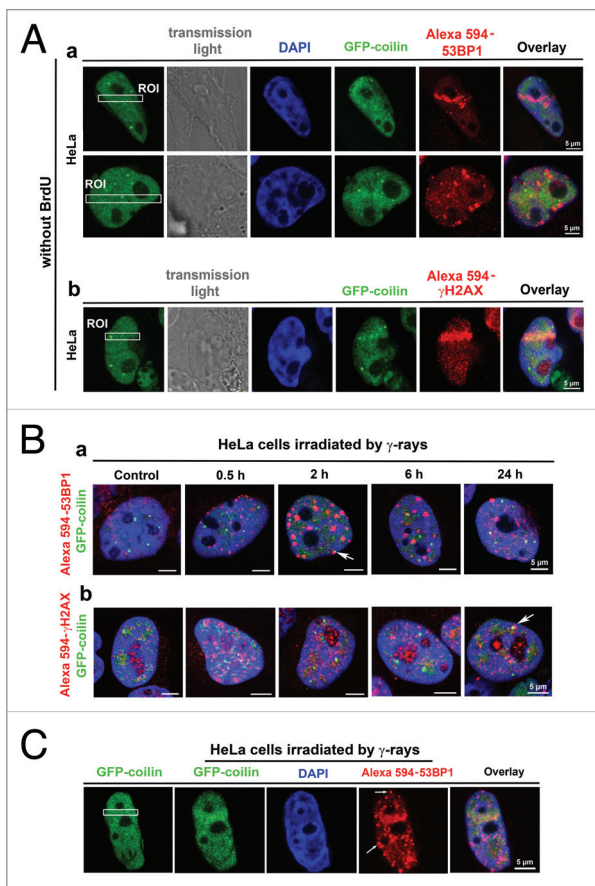 A
a
transmission
light
DAPI
GFP-coilin
Alexa 594-
53BP1
Overlay
without BrdU
HeLa
ROI
5 µm
HeLa
ROI
5 µm
b
transmission
light
GFP-coilin
Alexa 594-
γH2AX
Overlay
HeLa
ROI
5 µm
B
a
HeLa cells irradiated by γ-rays
Control 0.5 h 2 h 6 h 24 h
Alexa 594-53BP1
GFP-coilin
5 µm
b
Alexa 594-γH2AX
GFP-coilin
5 µm
C
HeLa cells irradiated by γ-rays
GFP-coilin GFP-coilin DAPI Alexa 594-53BP1 Overlay
5 µm